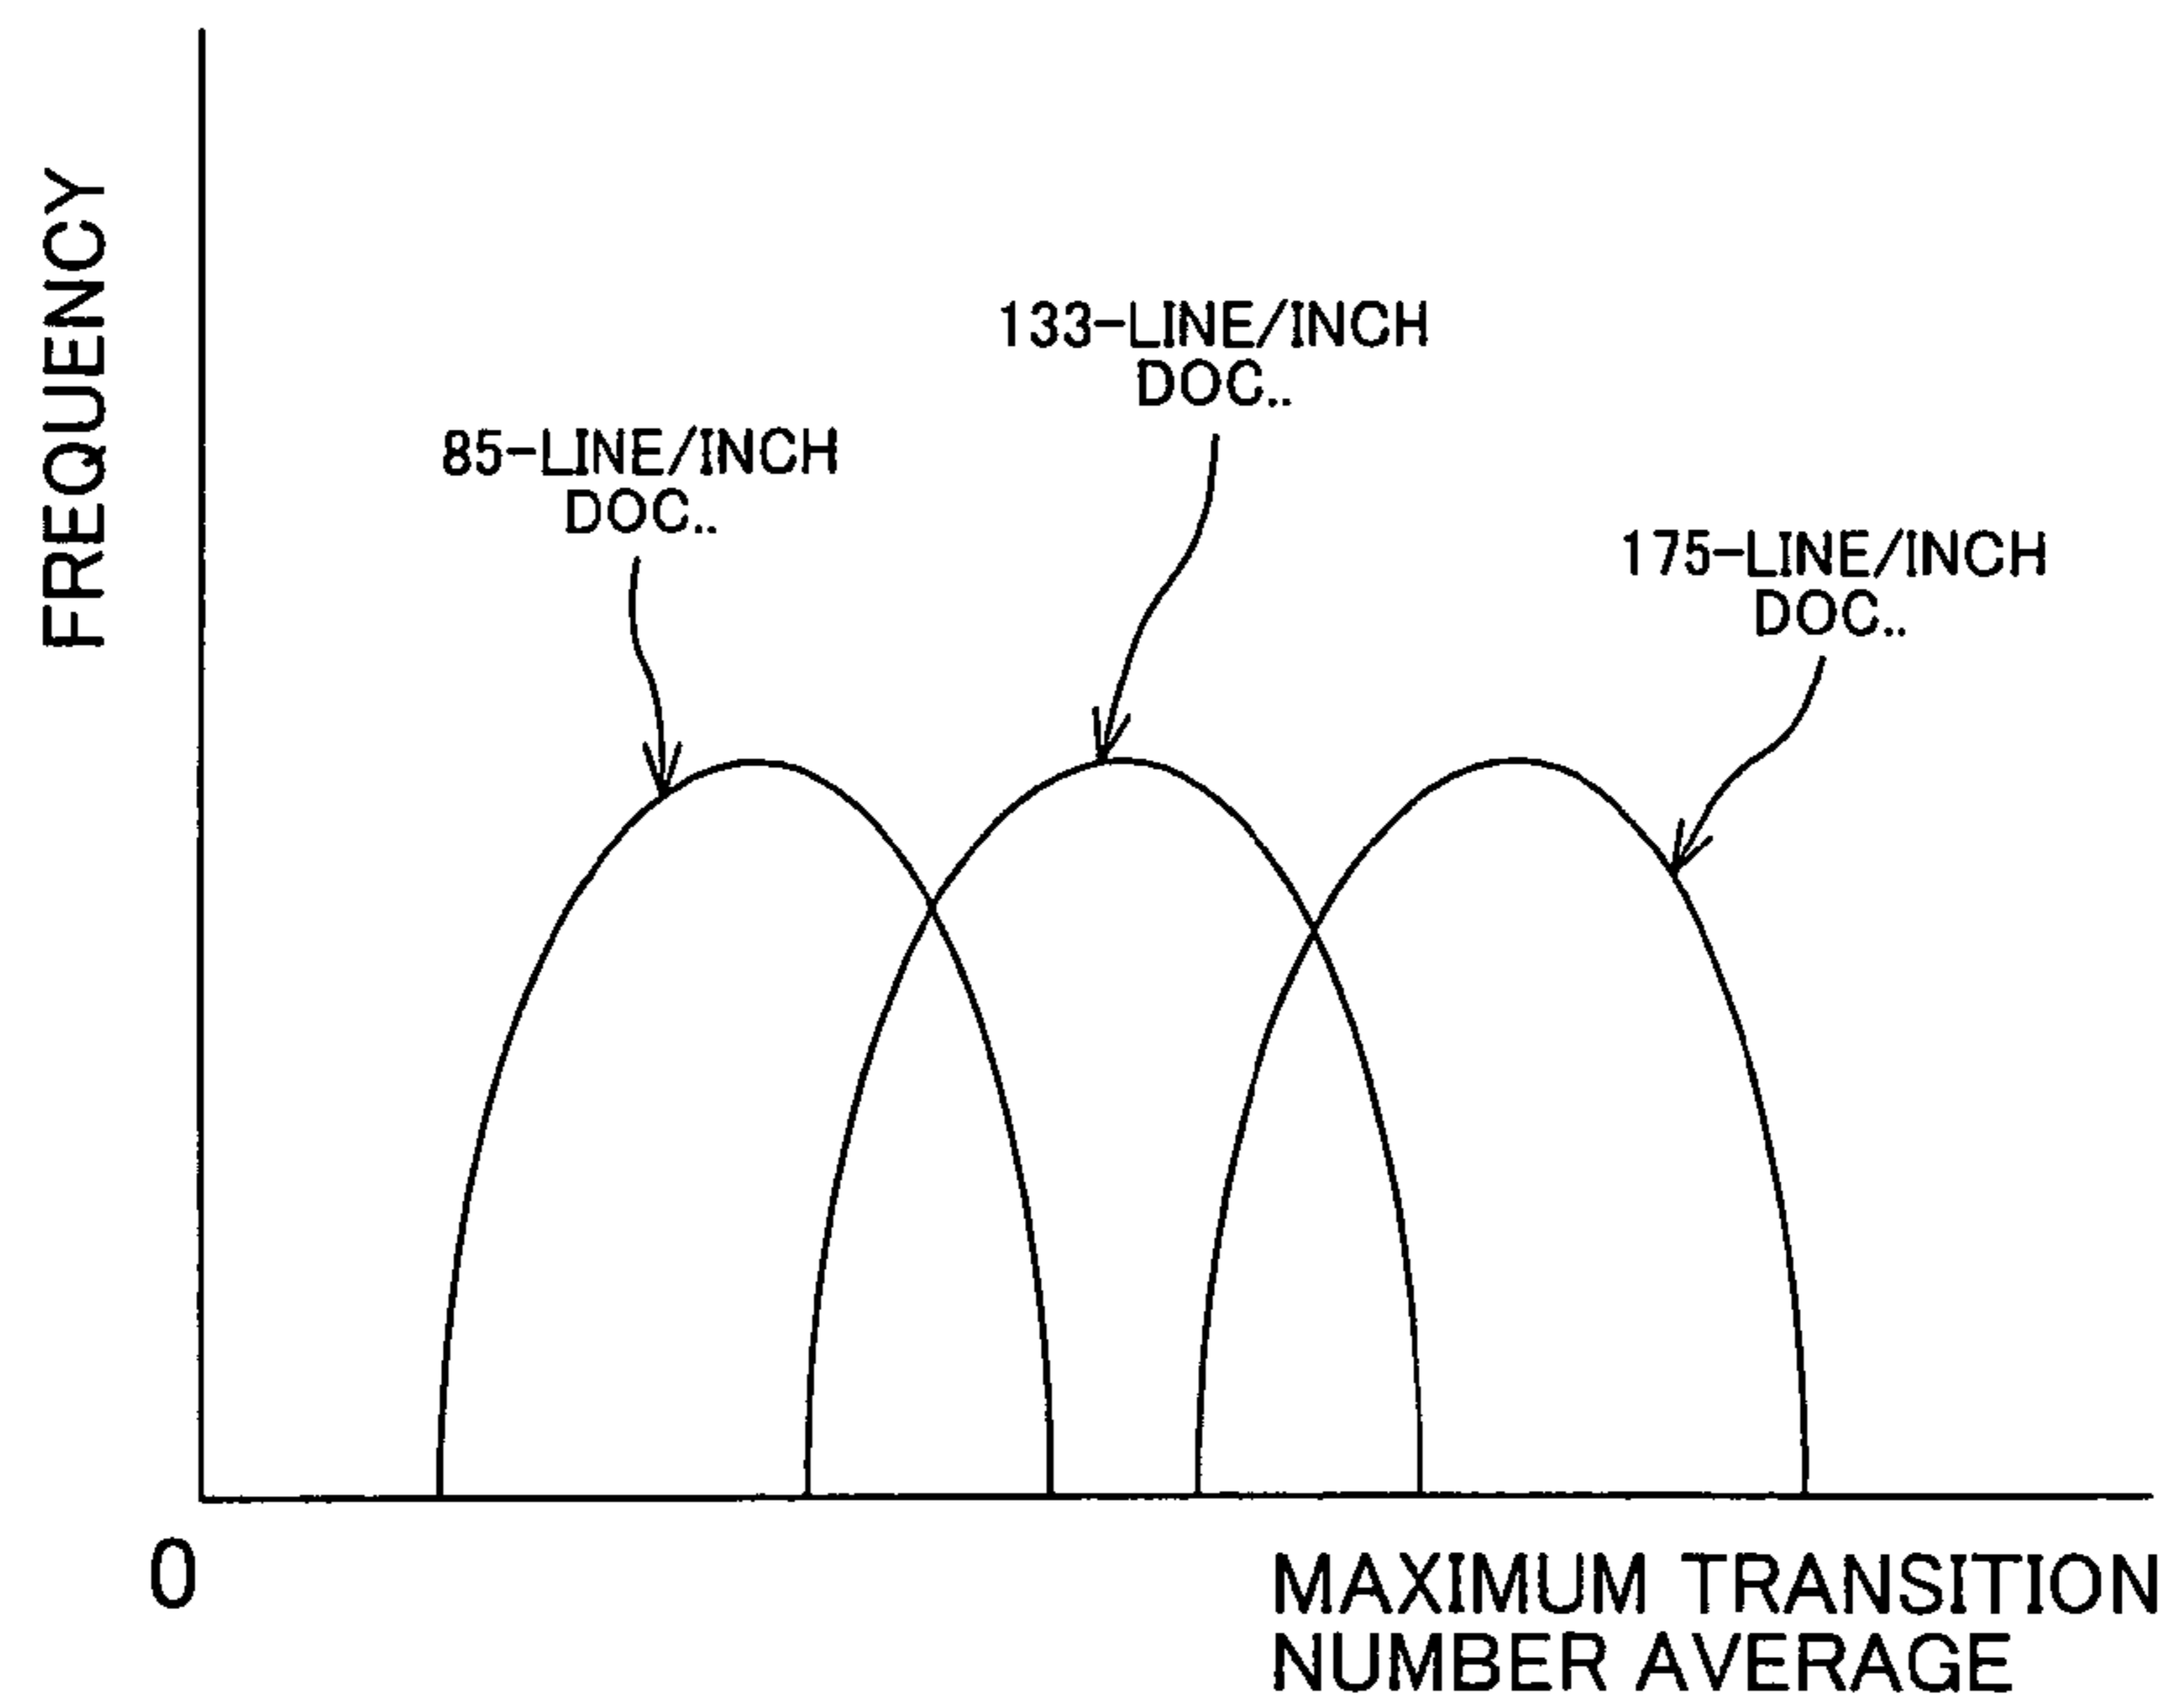 FREQUENCY
133-LINE/INCH
DOC..
85-LINE/INCH
DOC..
175-LINE/INCH
DOC..
0
MAXIMUM TRANSITION
NUMBER AVERAGE